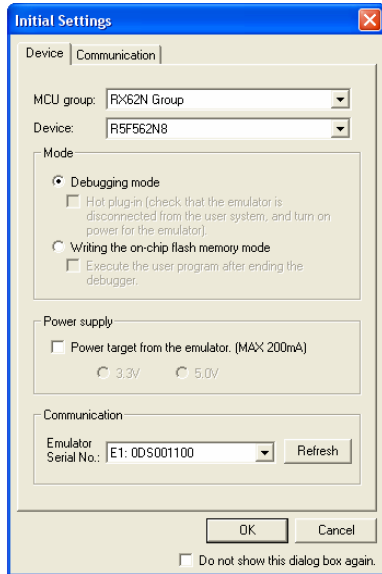 Initial Settings
Device
Communication
MCU group: RX62N Group
Device: R5F562N8
Mode
Debugging mode
Hot plug-in (check that the emulator is
disconnected from the user system, and turn on
power for the emulator).
Writing the on-chip flash memory mode
Execute the user program after ending the
debugger.
Power supply
Power target from the emulator. (MAX 200mA)
3.3V 5.0V
Communication
Emulator
Serial No.: E1: 0DS001100 Refresh
OK Cancel
Do not show this dialog box again.